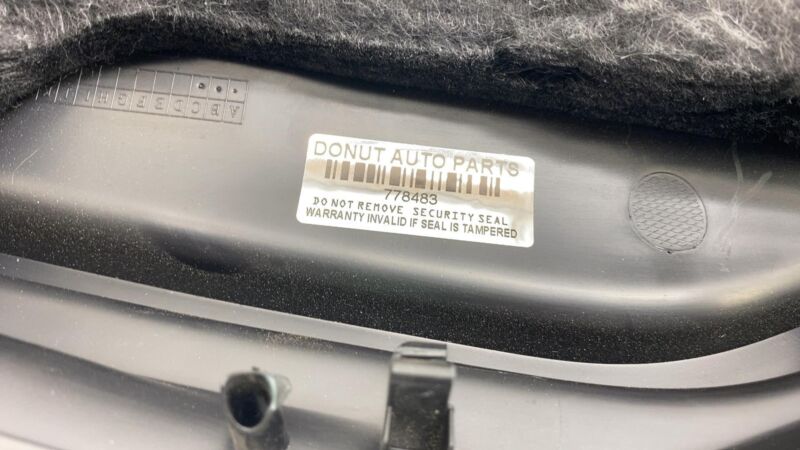 DONUT AUTO PARTS
778483
DO NOT REMOVE SECURITY SEAL
WARRANTY INVALID IF SEAL IS TAMPERED
A B C D E F G H I